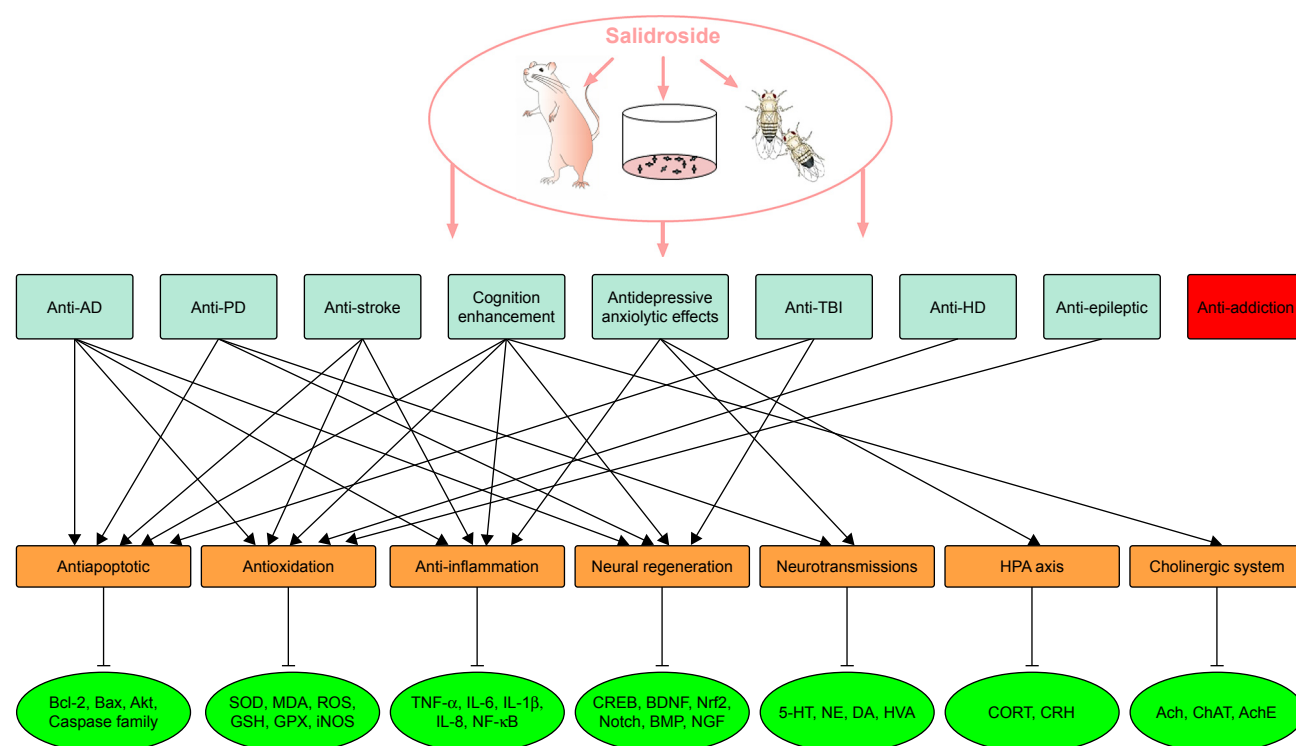 Salidroside
Anti-AD
Anti-PD
Anti-stroke
Cognition
enhancement
Antidepressive
anxiolytic effects
Anti-TBI
Anti-HD
Anti-epileptic
Anti-addiction
Antiapoptotic
Antioxidation
Anti-inflammation
Neural regeneration
Neurotransmissions
HPA axis
Cholinergic system
Bcl-2, Bax, Akt,
Caspase family
SOD, MDA, ROS,
GSH, GPX, iNOS
TNF-α, IL-6, IL-1β,
IL-8, NF-κB
CREB, BDNF, Nrf2,
Notch, BMP, NGF
5-HT, NE, DA, HVA
CORT, CRH
Ach, ChAT, AchE